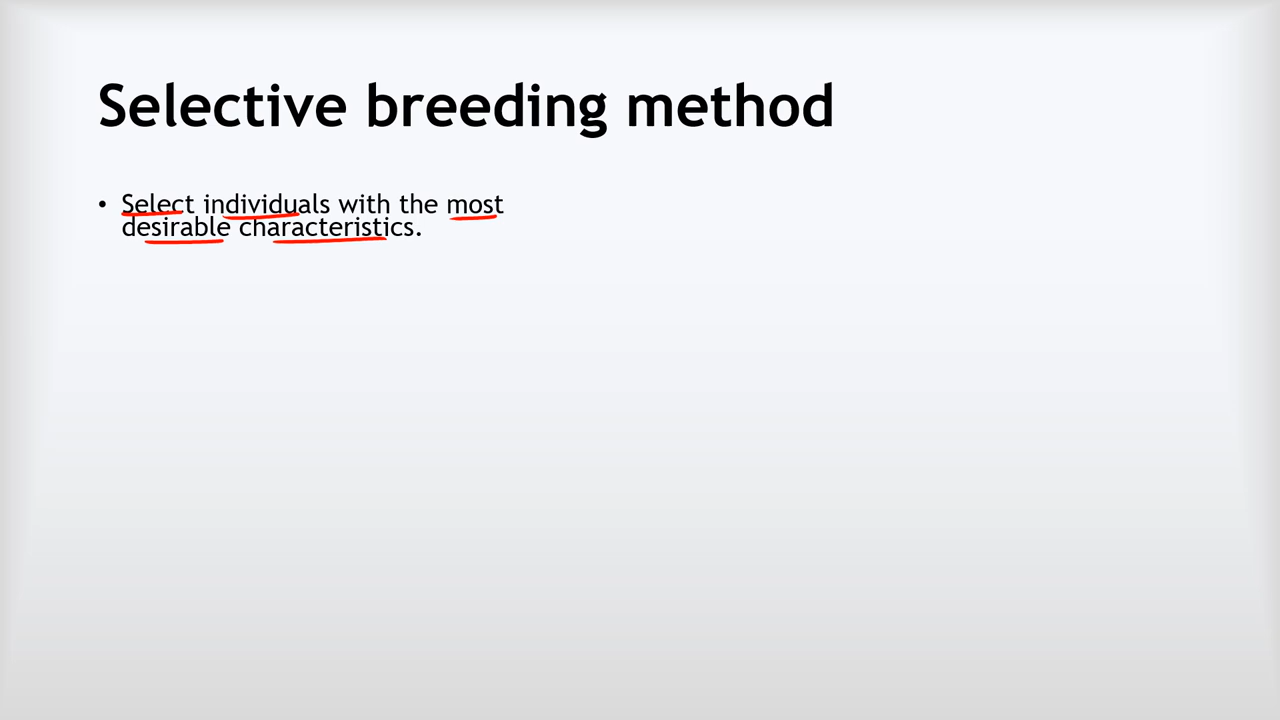 Selective breeding method
• Select individuals with the most
desirable characteristics.